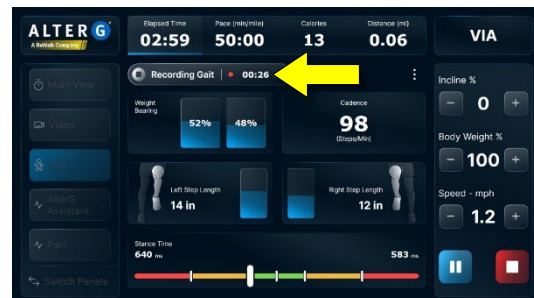 ALTER G
A ReWalk Company
Elapsed Time
02:59
Pace (min/mile)
50:00
Calories
13
Distance (mi)
0.06
VIA
Recording Gait | 00:26
Main View
Video
AlterG
Assistant
Pain
Switch Panels
Weight
Bearing
52%
48%
Cadence
98
(Steps/Min)
Left Step Length
14 in
Right Step Length
12 in
Stance Time
640 ms
583 ms
Incline %
- 0 +
Body Weight %
- 100 +
Speed - mph
- 1.2 +